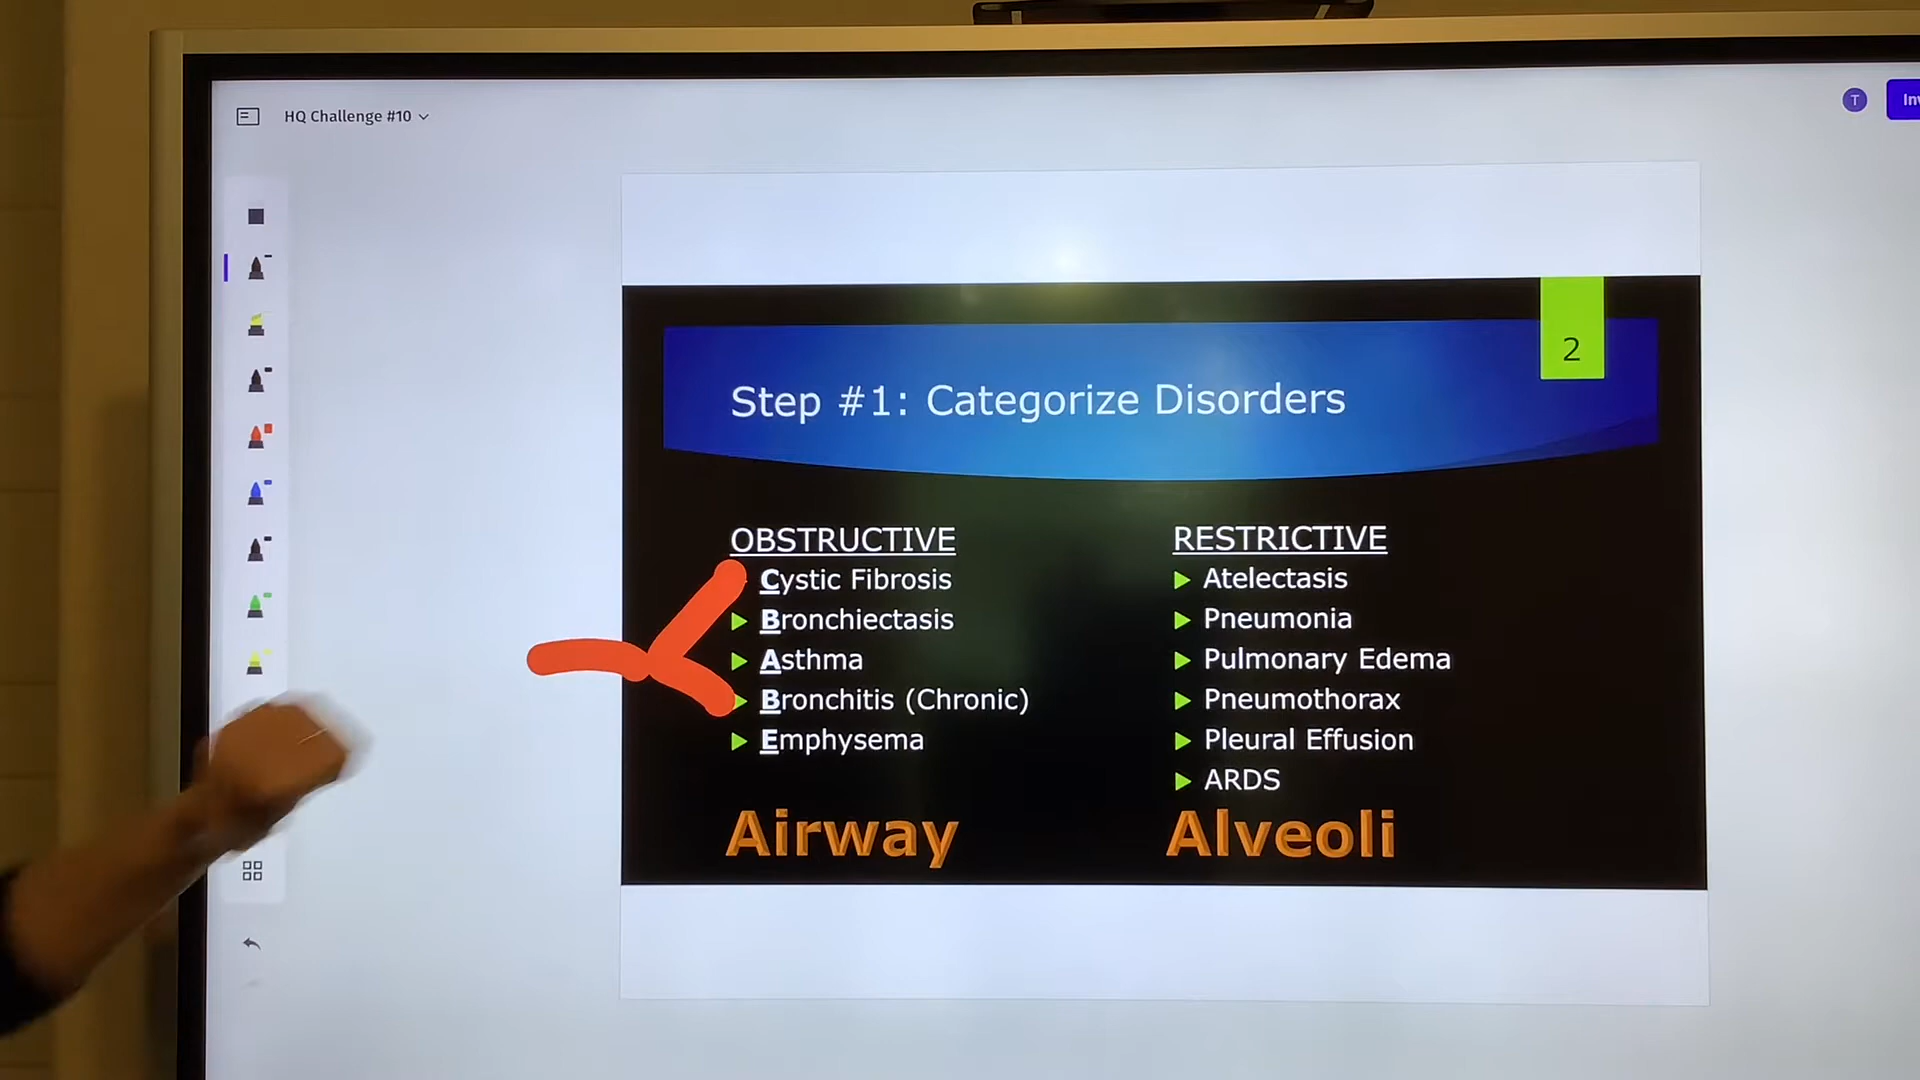 HQ Challenge #10
T
Inv
2
Step #1: Categorize Disorders
OBSTRUCTIVE
Cystic Fibrosis
Bronchiectasis
Asthma
Bronchitis (Chronic)
Emphysema
Airway
RESTRICTIVE
Atelectasis
Pneumonia
Pulmonary Edema
Pneumothorax
Pleural Effusion
ARDS
Alveoli